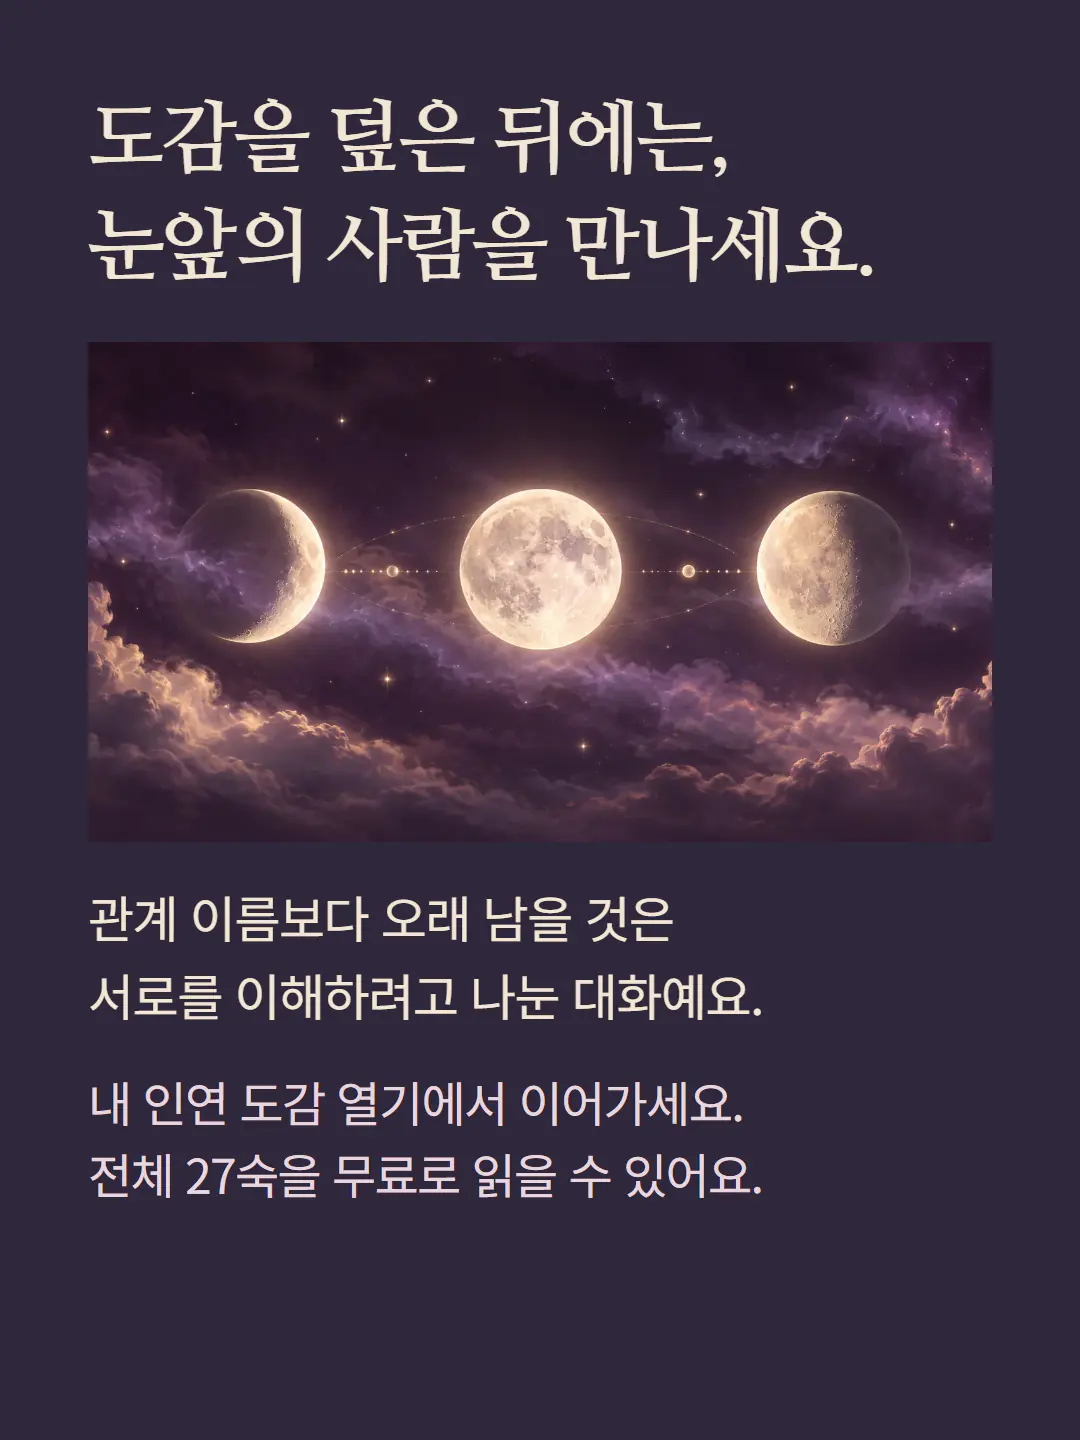 도감을 덮은 뒤에는,
눈앞의 사람을 만나세요.
관계 이름보다 오래 남을 것은
서로를 이해하려고 나눈 대화예요.
내 인연 도감 열기에서 이어가세요.
전체 27숙을 무료로 읽을 수 있어요.